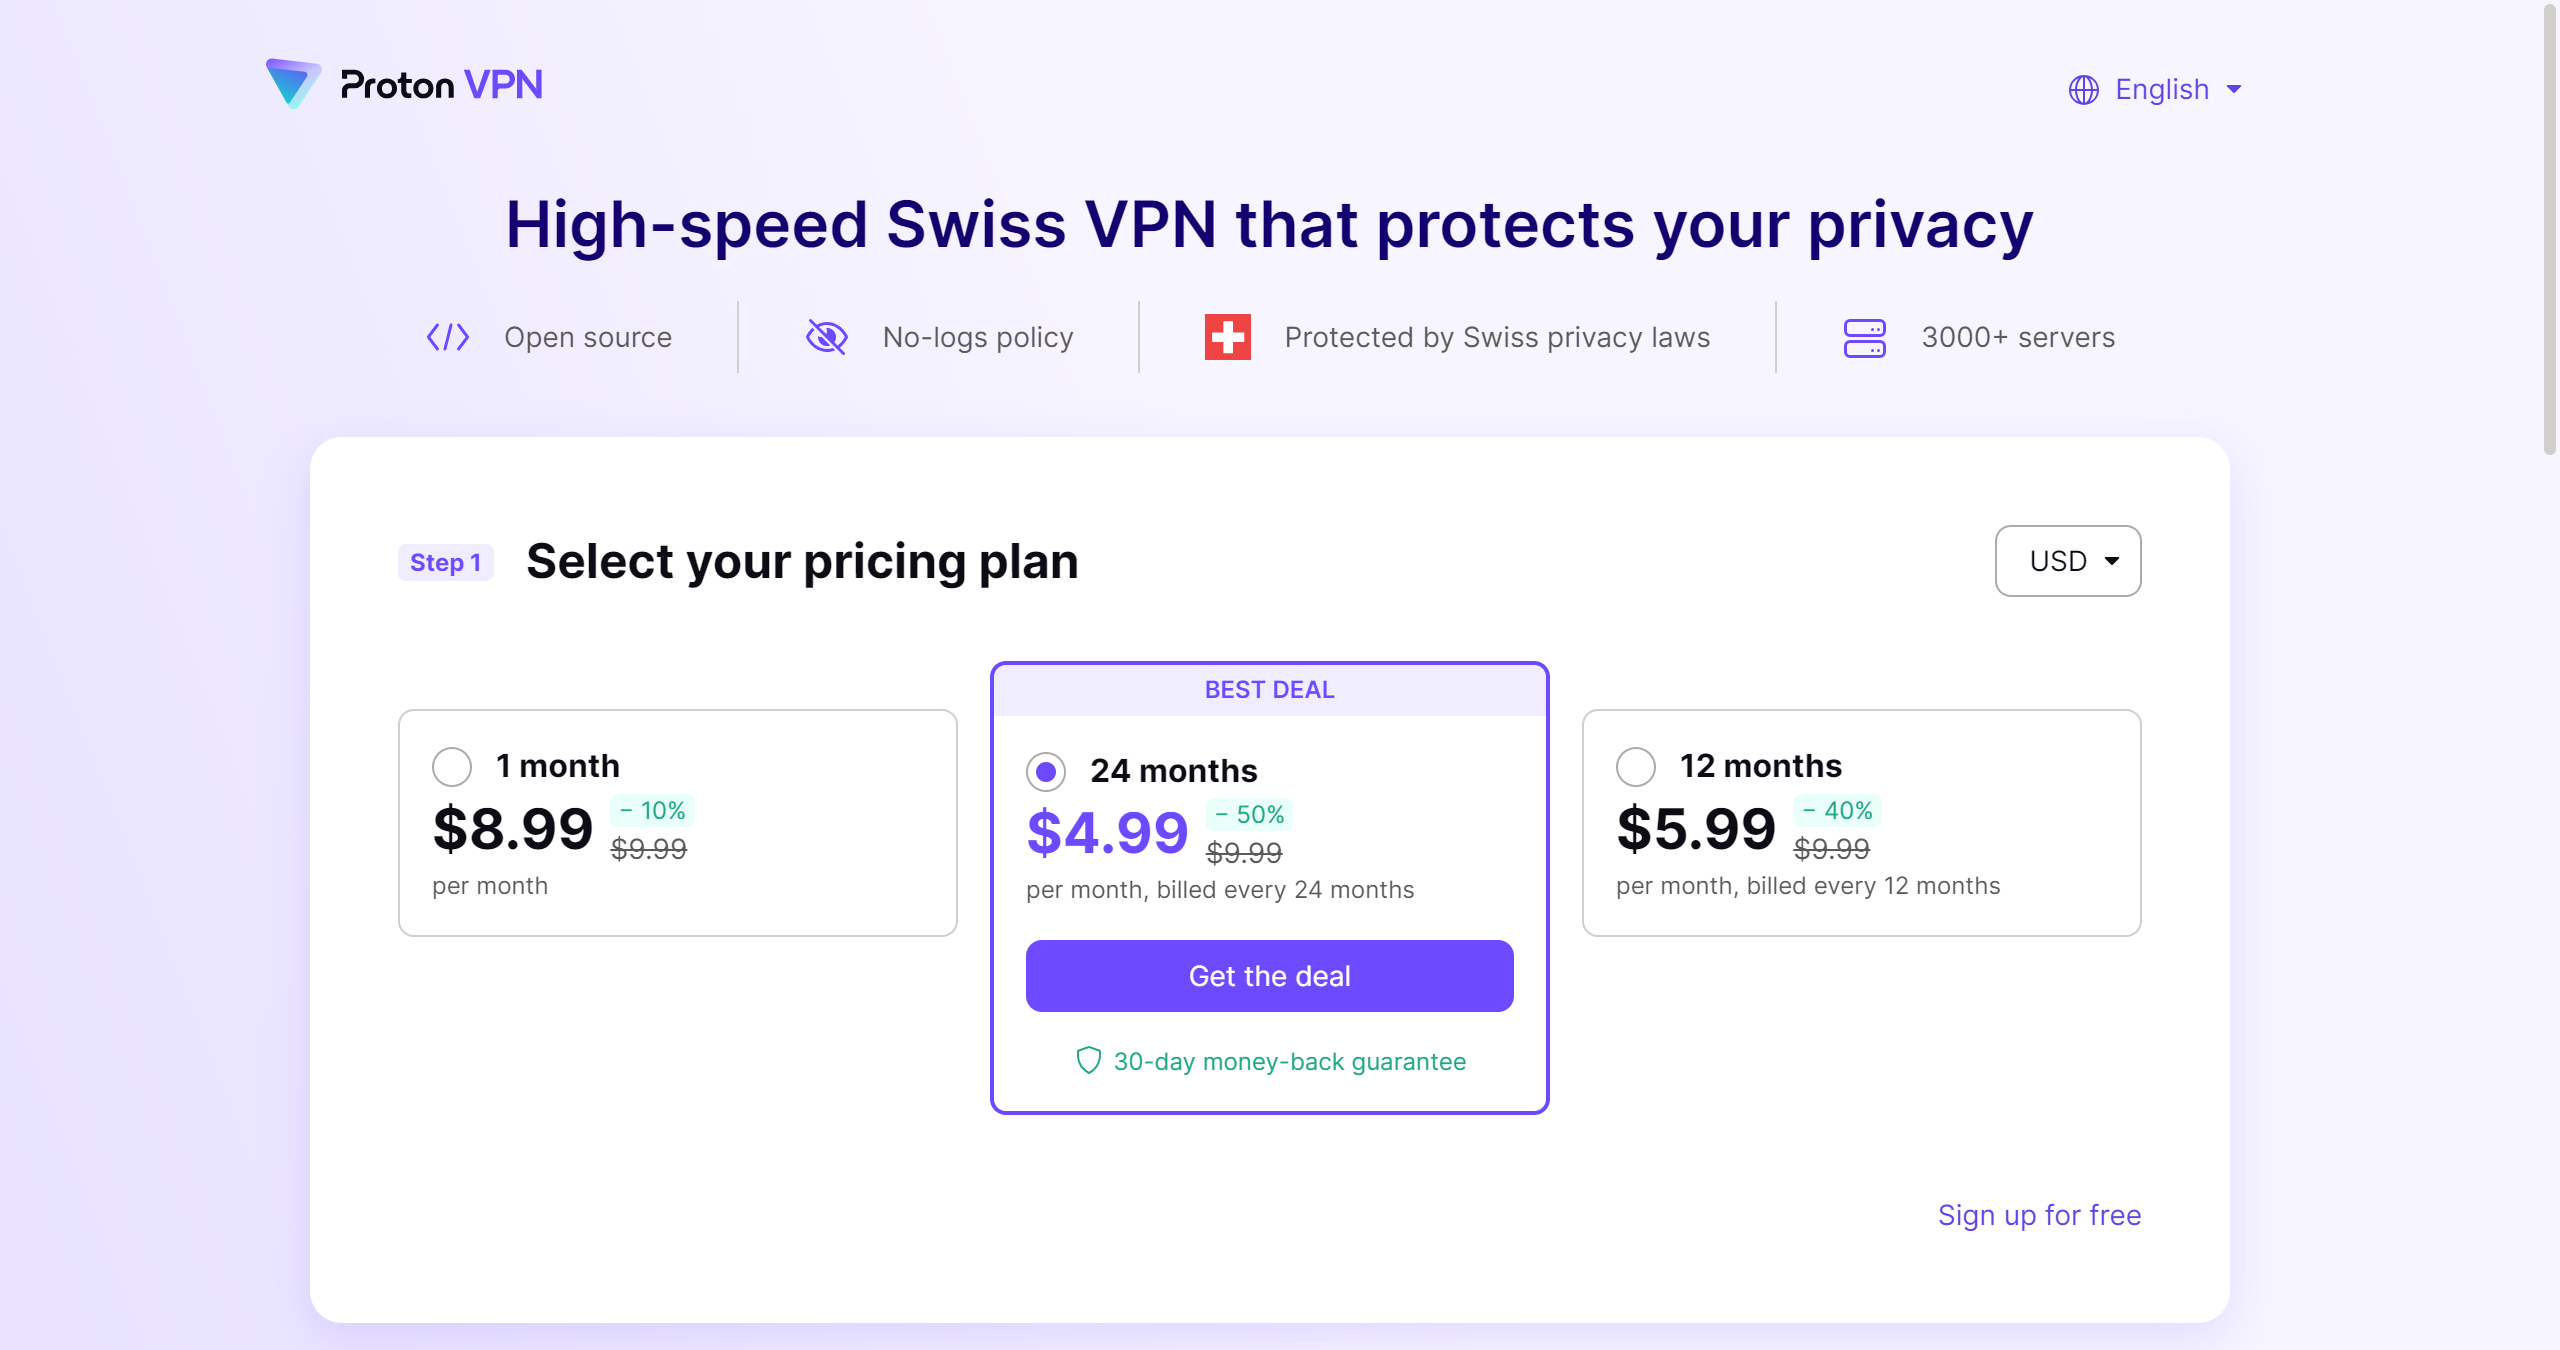 Proton VPN
English
High-speed Swiss VPN that protects your privacy
Open source
No-logs policy
Protected by Swiss privacy laws
3000+ servers
Step 1
Select your pricing plan
USD
1 month
$8.99
− 10%
$9.99
per month
BEST DEAL
24 months
$4.99
− 50%
$9.99
per month, billed every 24 months
Get the deal
30-day money-back guarantee
12 months
$5.99
− 40%
$9.99
per month, billed every 12 months
Sign up for free